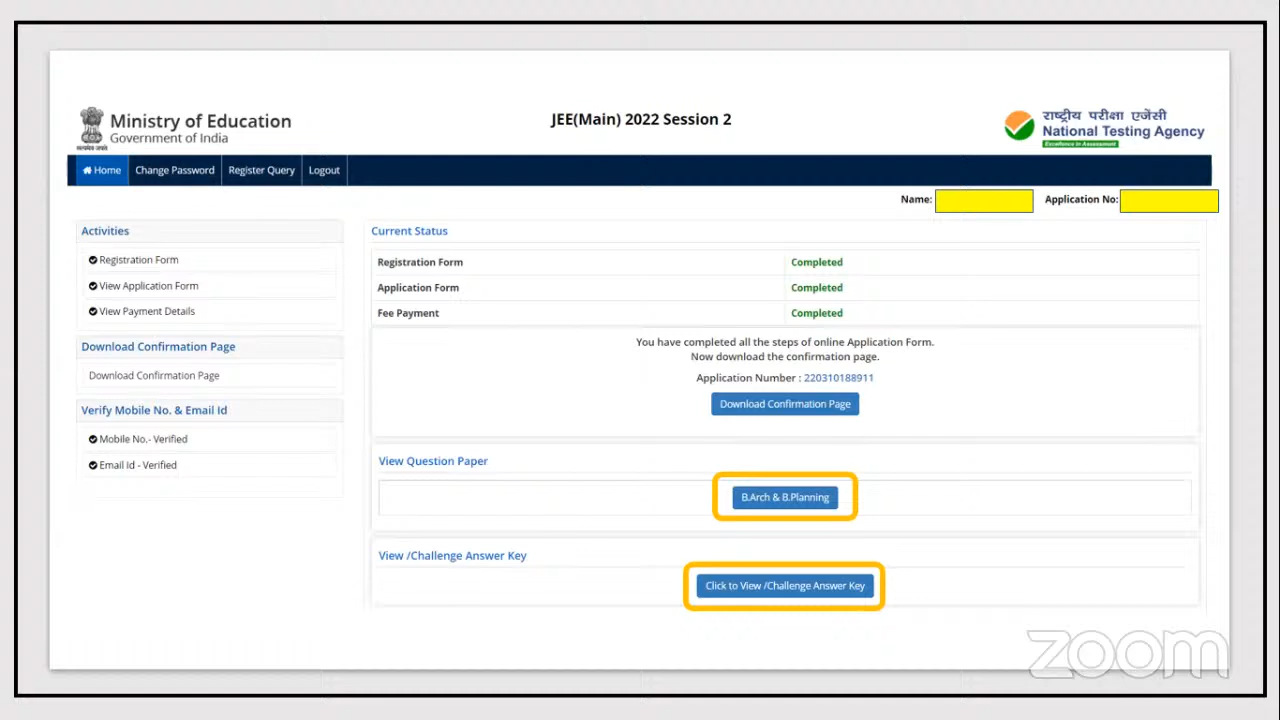 Ministry of Education
Government of India
सत्यमेव जयते
JEE(Main) 2022 Session 2
राष्ट्रीय परीक्षा एजेंसी
National Testing Agency
Excellence in Assessment
Home Change Password Register Query Logout
Name: Application No:
Activities
Registration Form
View Application Form
View Payment Details
Download Confirmation Page
Download Confirmation Page
Verify Mobile No. & Email Id
Mobile No.- Verified
Email Id - Verified
Current Status
Registration Form Completed
Application Form Completed
Fee Payment Completed
You have completed all the steps of online Application Form.
Now download the confirmation page.
Application Number : 220310188911
Download Confirmation Page
View Question Paper
B.Arch & B.Planning
View /Challenge Answer Key
Click to View /Challenge Answer Key
zoom